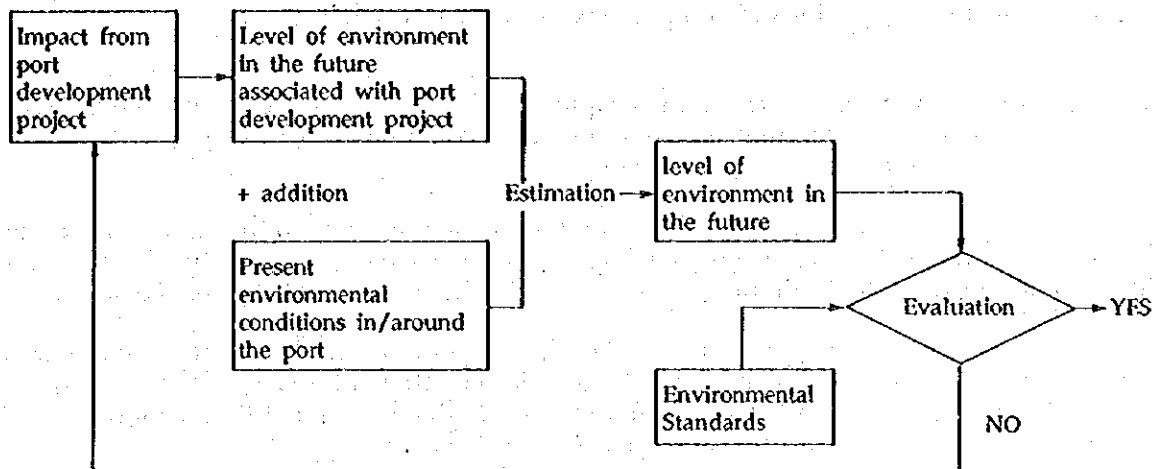 Impact from
port
development
project
Level of environment
in the future
associated with port
development project
+ addition
Present
environmental
conditions in/around
the port
Estimation
level of
environment in
the future
Evaluation
YES
Environmental
Standards
NO